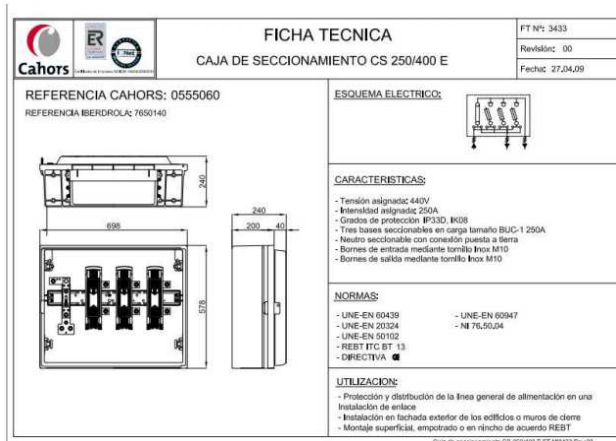 Cahors
ER
FICHA TECNICA
CAJA DE SECCIONAMIENTO CS 250/400 E
FT Nº: 3433
Revisión: 00
Fecha: 27.04.09
REFERENCIA CAHORS: 0555060
REFERENCIA IBERDROLA: 7650140
240
698
578
240
200
40
ESQUEMA ELECTRICO:
CARACTERISTICAS:
- Tensión asignada: 440V
- Intensidad asignada: 250A
- Grados de protección IP33D, IK08
- Tres bases seccionables en carga tamaño BUC-1 250A
- Neutro seccionable con conexión puesta a tierra
- Bornes de entrada mediante tornillo Inox M10
- Bornes de salida mediante tornillo Inox M10
NORMAS:
- UNE-EN 60439
- UNE-EN 20324
- UNE-EN 50102
- REBT ITC BT 13
- DIRECTIVA CE
- UNE-EN 60947
- NI 76.50.04
UTILIZACION:
- Protección y distribución de la linea general de alimentación en una
instalación de enlace
- Instalación en fachada exterior de los edificios o muros de cierre
- Montaje superficial, empotrado o en nincho de acuerdo REBT